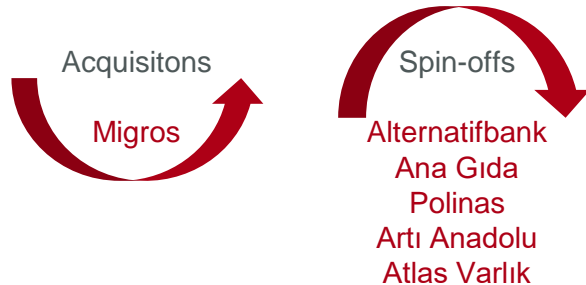 Acquisitons
Migros
Spin-offs
Alternatifbank
Ana Gıda
Polinas
Artı Anadolu
Atlas Varlık